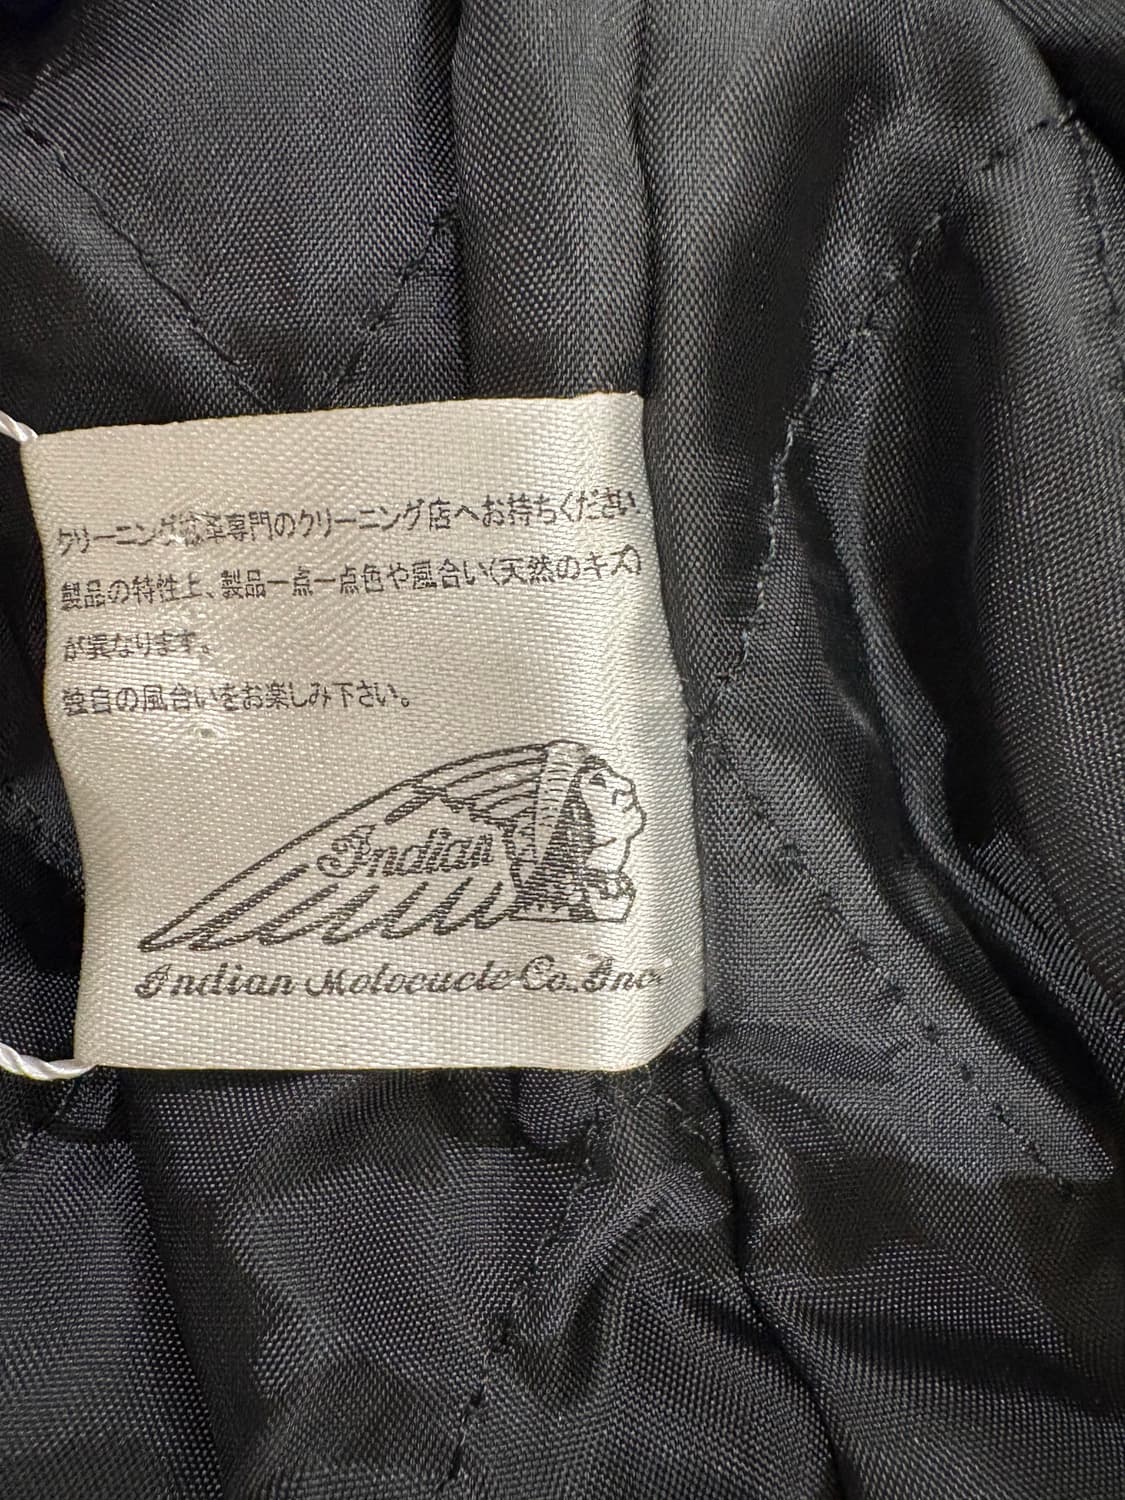 クリーニングは革専門のクリーニング店へお持ちください
製品の特性上、製品一点一点色や風合い(天然のキズ)
が異なります。
独自の風合いをお楽しみ下さい。
Indian
Indian Motocycle Co.,Inc.